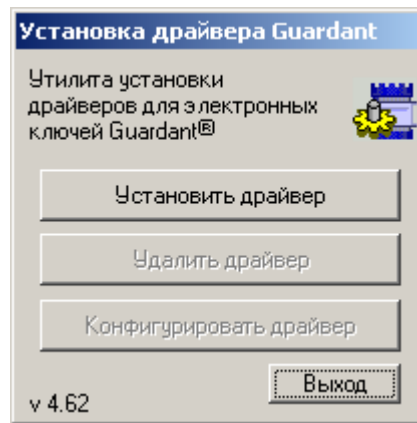 Установка драйвера Guardant
Утилита установки
драйверов для электронных
ключей Guardant®
Установить драйвер
Удалить драйвер
Конфигурировать драйвер
Выход
v 4.62